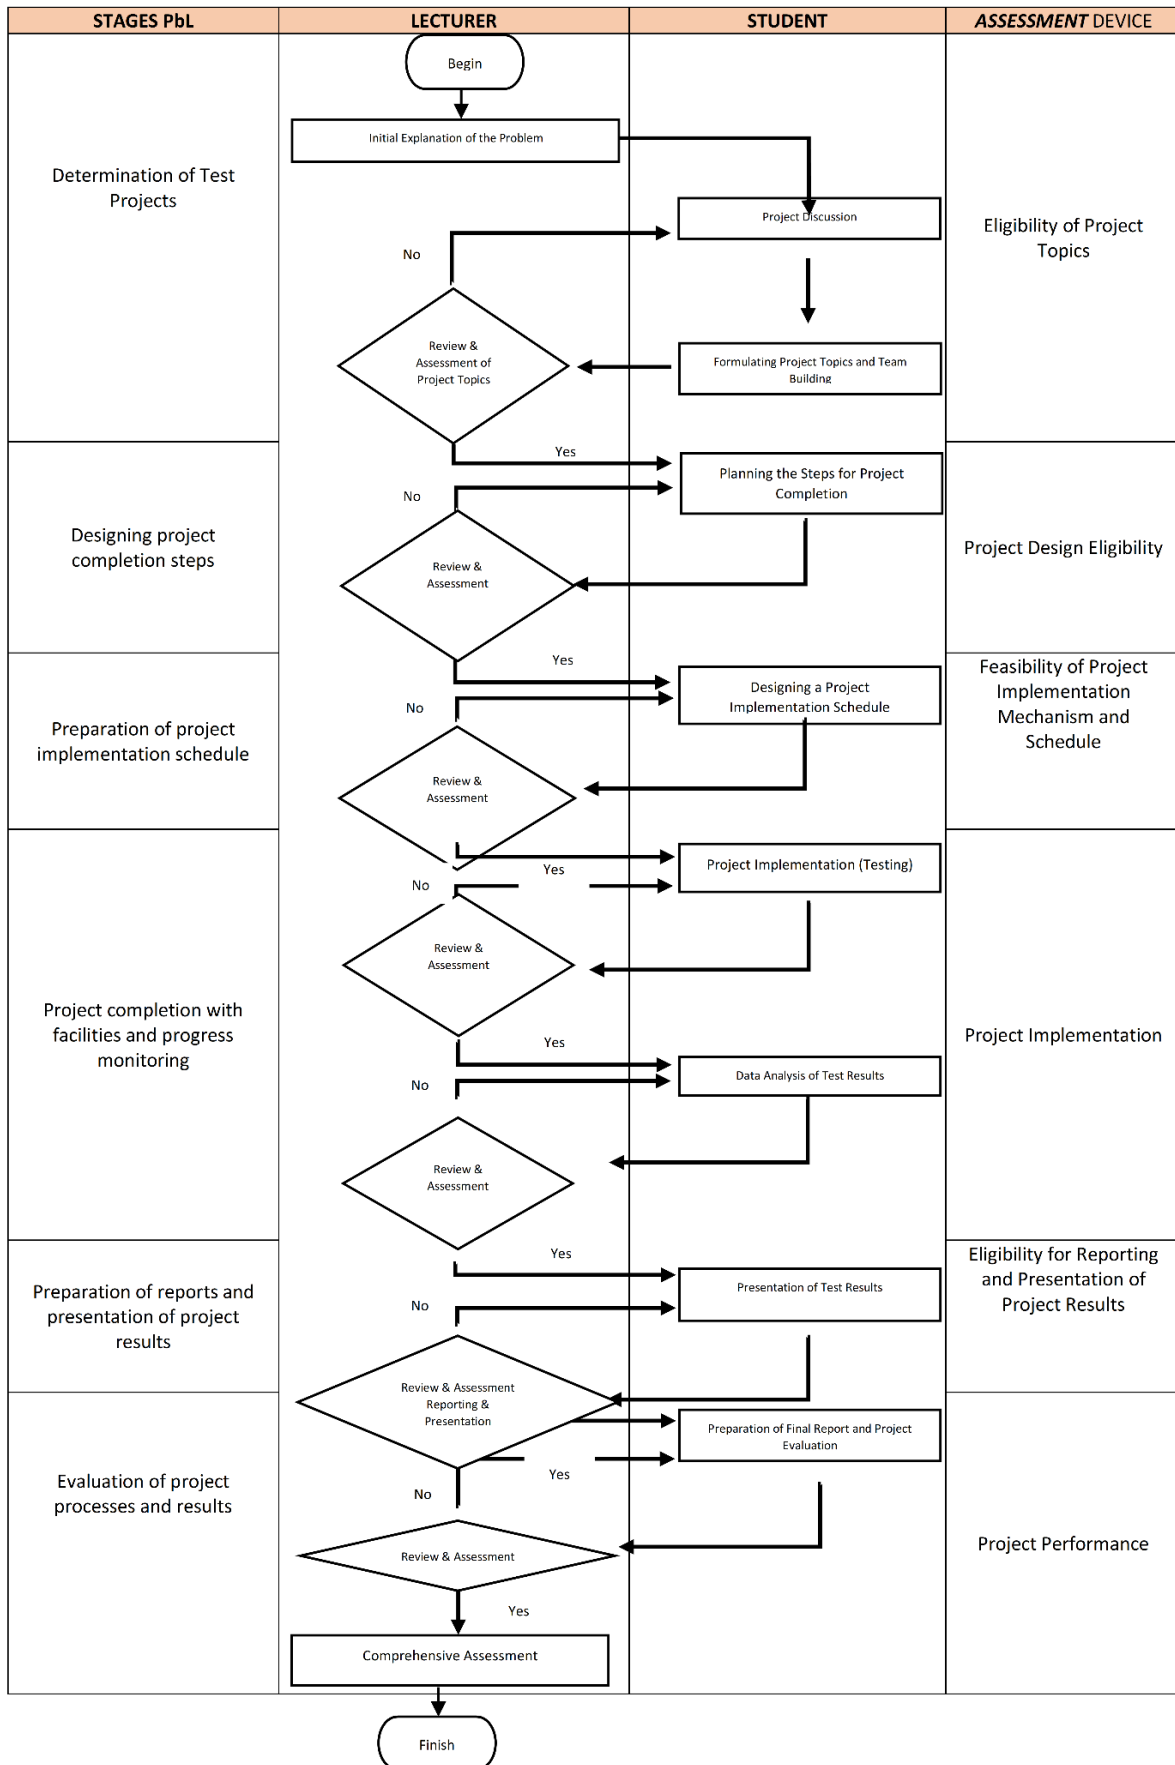 STAGES PbL
LECTURER
STUDENT
ASSESSMENT DEVICE
Begin
Initial Explanation of the Problem
Determination of Test
Projects
Project Discussion
Eligibility of Project
Topics
No
Review &
Assessment of
Project Topics
Formulating Project Topics and Team
Building
Yes
Planning the Steps for Project
Completion
No
Designing project
completion steps
Review &
Assessment
Project Design Eligibility
Yes
Designing a Project
Implementation Schedule
Feasibility of Project
Implementation
Mechanism and
Schedule
No
Preparation of project
implementation schedule
Review &
Assessment
Project Implementation (Testing)
Yes
No
Review &
Assessment
Project completion with
facilities and progress
monitoring
Project Implementation
Yes
Data Analysis of Test Results
No
Review &
Assessment
Yes
Presentation of Test Results
Eligibility for Reporting
and Presentation of
Project Results
No
Preparation of reports and
presentation of project
results
Review & Assessment
Reporting &
Presentation
Preparation of Final Report and Project
Evaluation
Yes
No
Evaluation of project
processes and results
Review & Assessment
Project Performance
Yes
Comprehensive Assessment
Finish